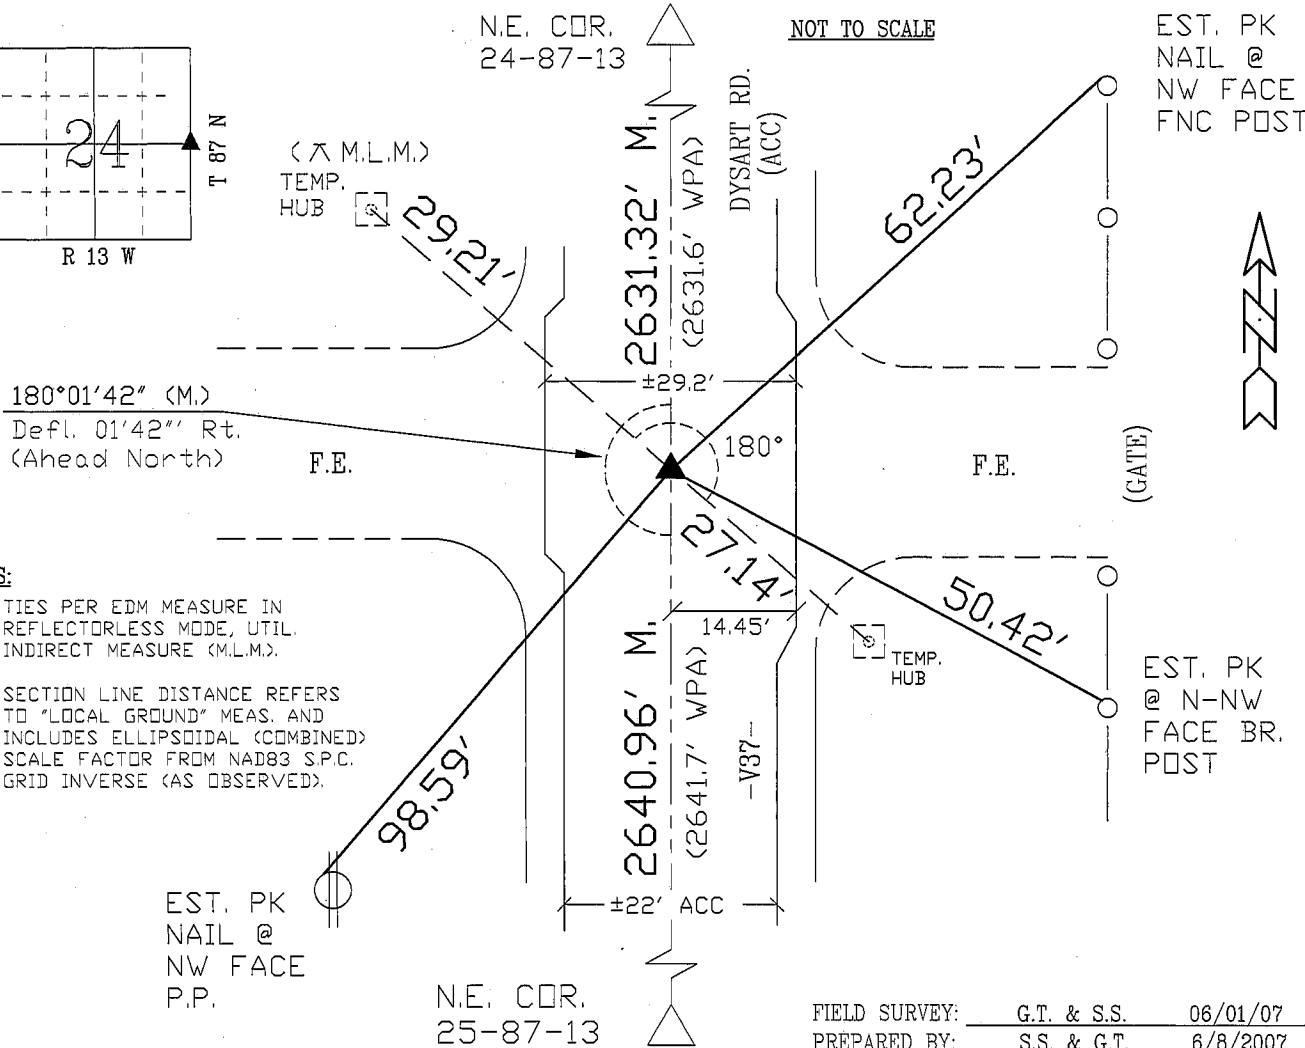 N.E. COR.
24-87-13
NOT TO SCALE
EST. PK
NAIL @
NW FACE
FNC POST
24
T 87 N
R 13 W
(⊼ M.L.M.)
TEMP.
HUB
29.21'
2631.32' M.
(2631.6' WPA)
DYSART RD.
(ACC)
62.23'
N
±29.2'
180°01'42" (M.)
Defl. 01'42"' Rt.
(Ahead North)
F.E.
180°
F.E.
(GATE)
27.14'
50.42'
14.45'
TEMP.
HUB
S:
TIES PER EDM MEASURE IN
REFLECTORLESS MODE, UTIL.
INDIRECT MEASURE (M.L.M.).
SECTION LINE DISTANCE REFERS
TO "LOCAL GROUND" MEAS. AND
INCLUDES ELLIPSOIDAL (COMBINED)
SCALE FACTOR FROM NAD83 S.P.C.
GRID INVERSE (AS OBSERVED).
2640.96' M.
(2641.7' WPA)
-V37-
EST. PK
@ N-NW
FACE BR.
POST
98.59'
±22' ACC
EST. PK
NAIL @
NW FACE
P.P.
N.E. COR.
25-87-13
FIELD SURVEY: G.T. & S.S. 06/01/07
PREPARED BY: S.S. & G.T. 6/8/2007